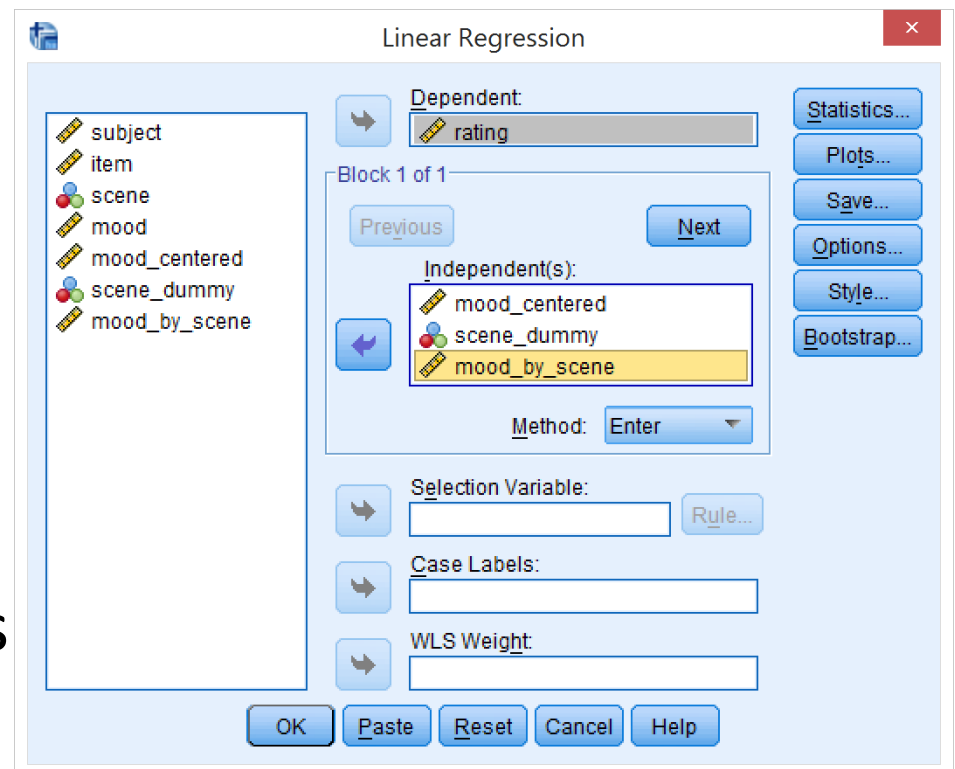 Linear Regression
×
subject
item
scene
mood
mood_centered
scene_dummy
mood_by_scene
Dependent:
rating
Block 1 of 1
Previous
Next
Independent(s):
mood_centered
scene_dummy
mood_by_scene
Method: Enter
Selection Variable:
Rule...
Case Labels:
WLS Weight:
Statistics...
Plots...
Save...
Options...
Style...
Bootstrap...
s
OK Paste Reset Cancel Help